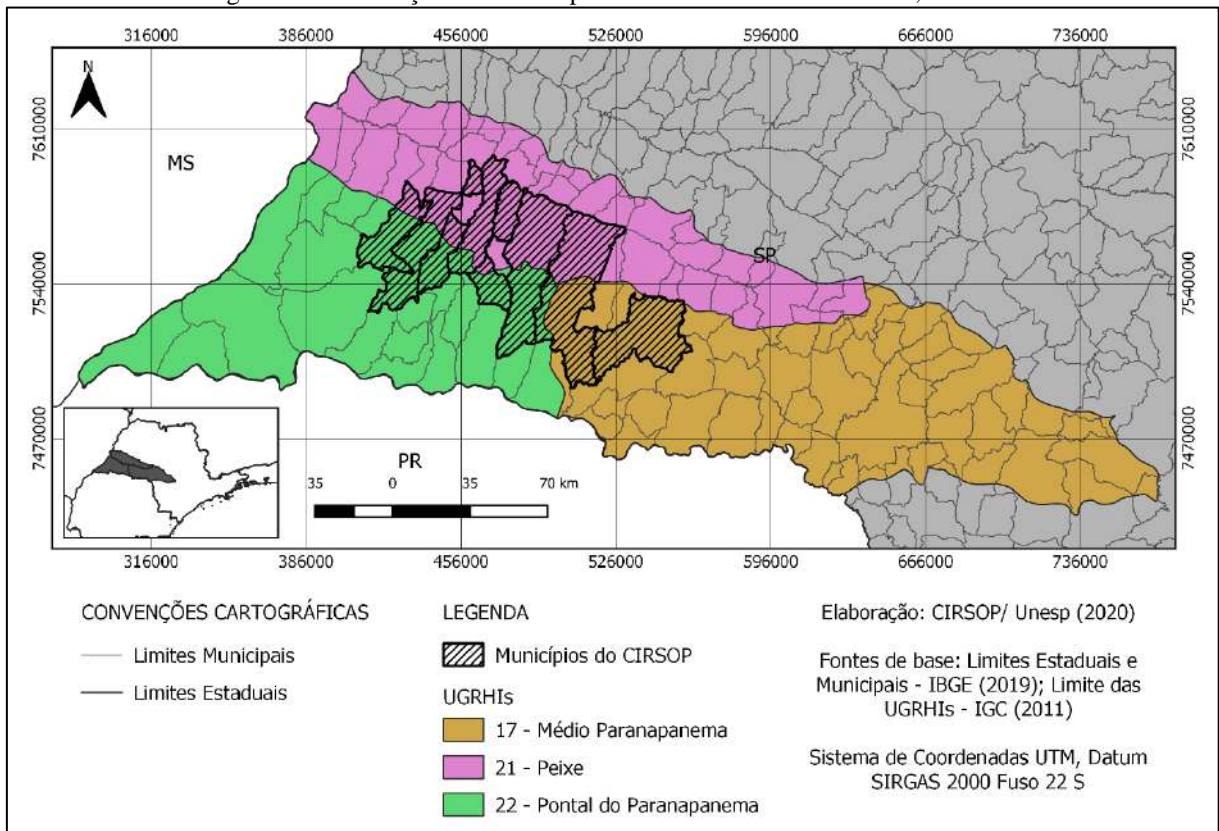 316000 386000 456000 526000 596000 666000 736000
N
7610000 7610000
MS
SP
7540000 7540000
7470000 7470000
PR
35 0 35 70 km
316000 386000 456000 526000 596000 666000 736000
CONVENÇÕES CARTOGRÁFICAS
Limites Municipais
Limites Estaduais
LEGENDA
Municípios do CIRSOP
UGRHIs
17 - Médio Paranapanema
21 - Peixe
22 - Pontal do Paranapanema
Elaboração: CIRSOP/ Unesp (2020)
Fontes de base: Limites Estaduais e
Municipais - IBGE (2019); Limite das
UGRHIs - IGC (2011)
Sistema de Coordenadas UTM, Datum
SIRGAS 2000 Fuso 22 S